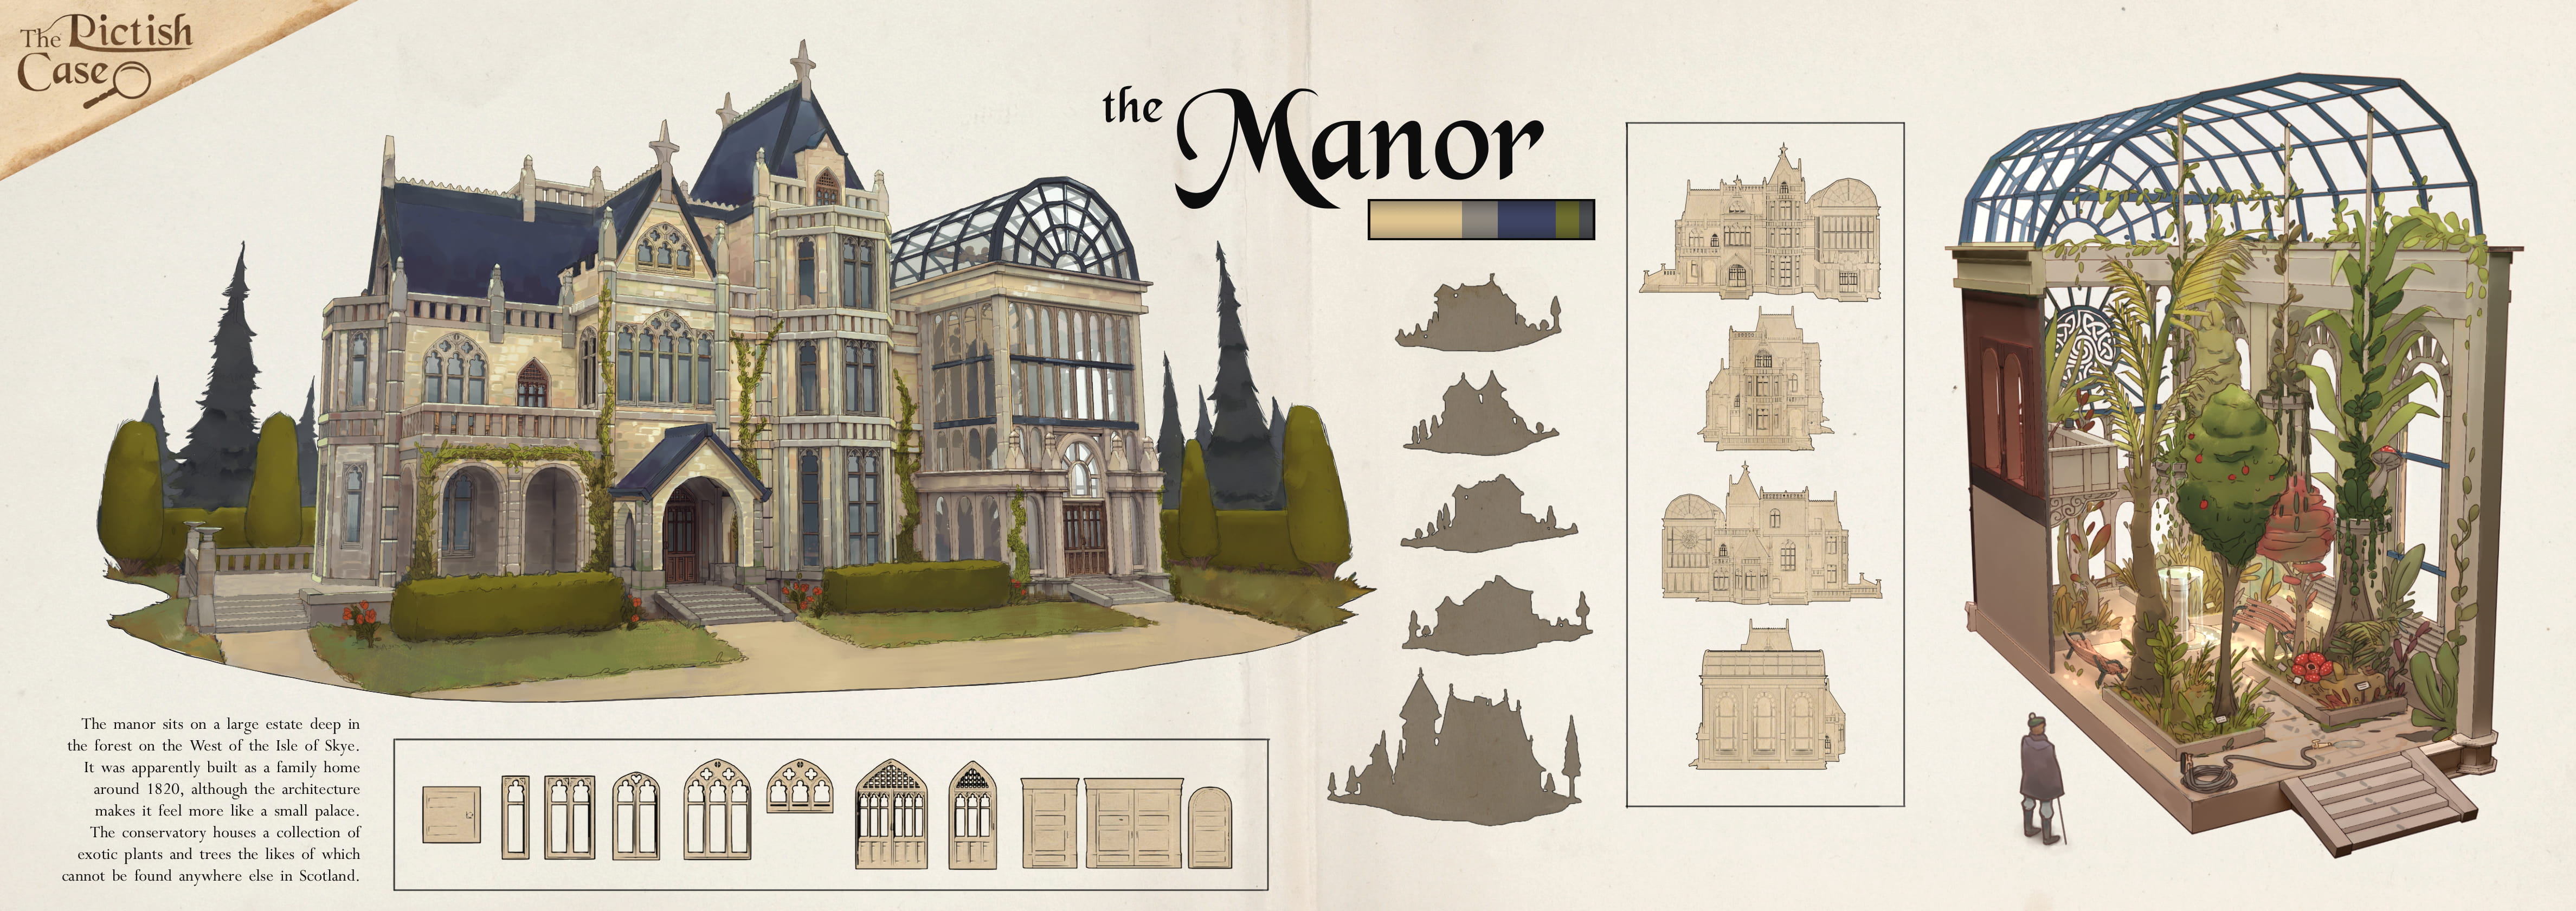 The Pictish
Case
the Manor
The manor sits on a large estate deep in
the forest on the West of the Isle of Skye.
It was apparently built as a family home
around 1820, although the architecture
makes it feel more like a small palace.
The conservatory houses a collection of
exotic plants and trees the likes of which
cannot be found anywhere else in Scotland.